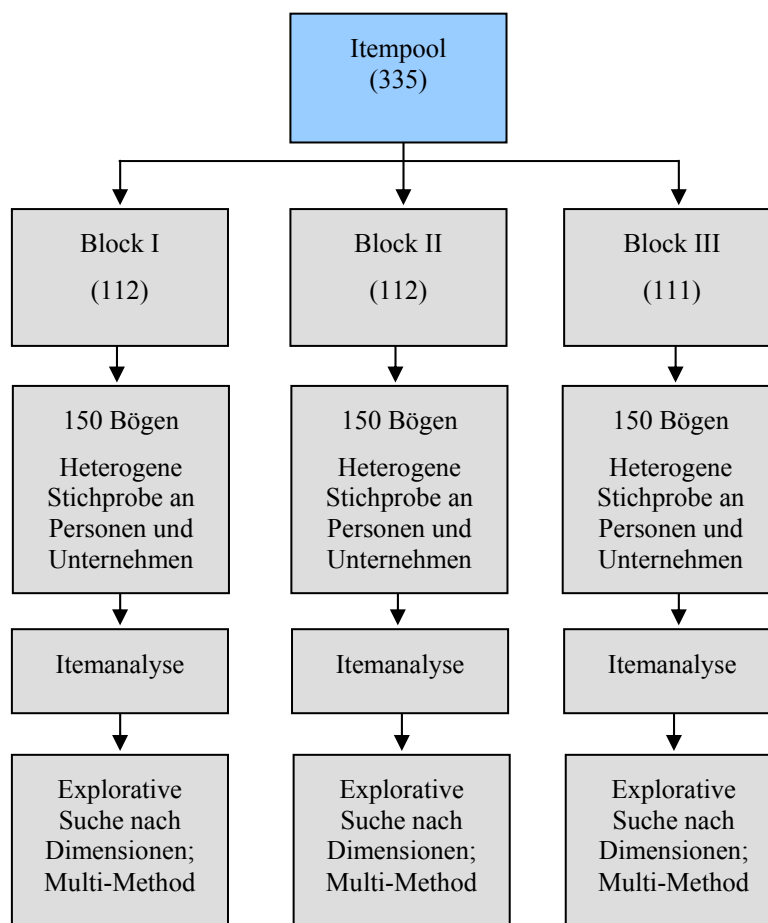 Itempool
(335)
Block I
(112)
Block II
(112)
Block III
(111)
150 Bögen
Heterogene
Stichprobe an
Personen und
Unternehmen
150 Bögen
Heterogene
Stichprobe an
Personen und
Unternehmen
150 Bögen
Heterogene
Stichprobe an
Personen und
Unternehmen
Itemanalyse
Itemanalyse
Itemanalyse
Explorative
Suche nach
Dimensionen;
Multi-Method
Explorative
Suche nach
Dimensionen;
Multi-Method
Explorative
Suche nach
Dimensionen;
Multi-Method